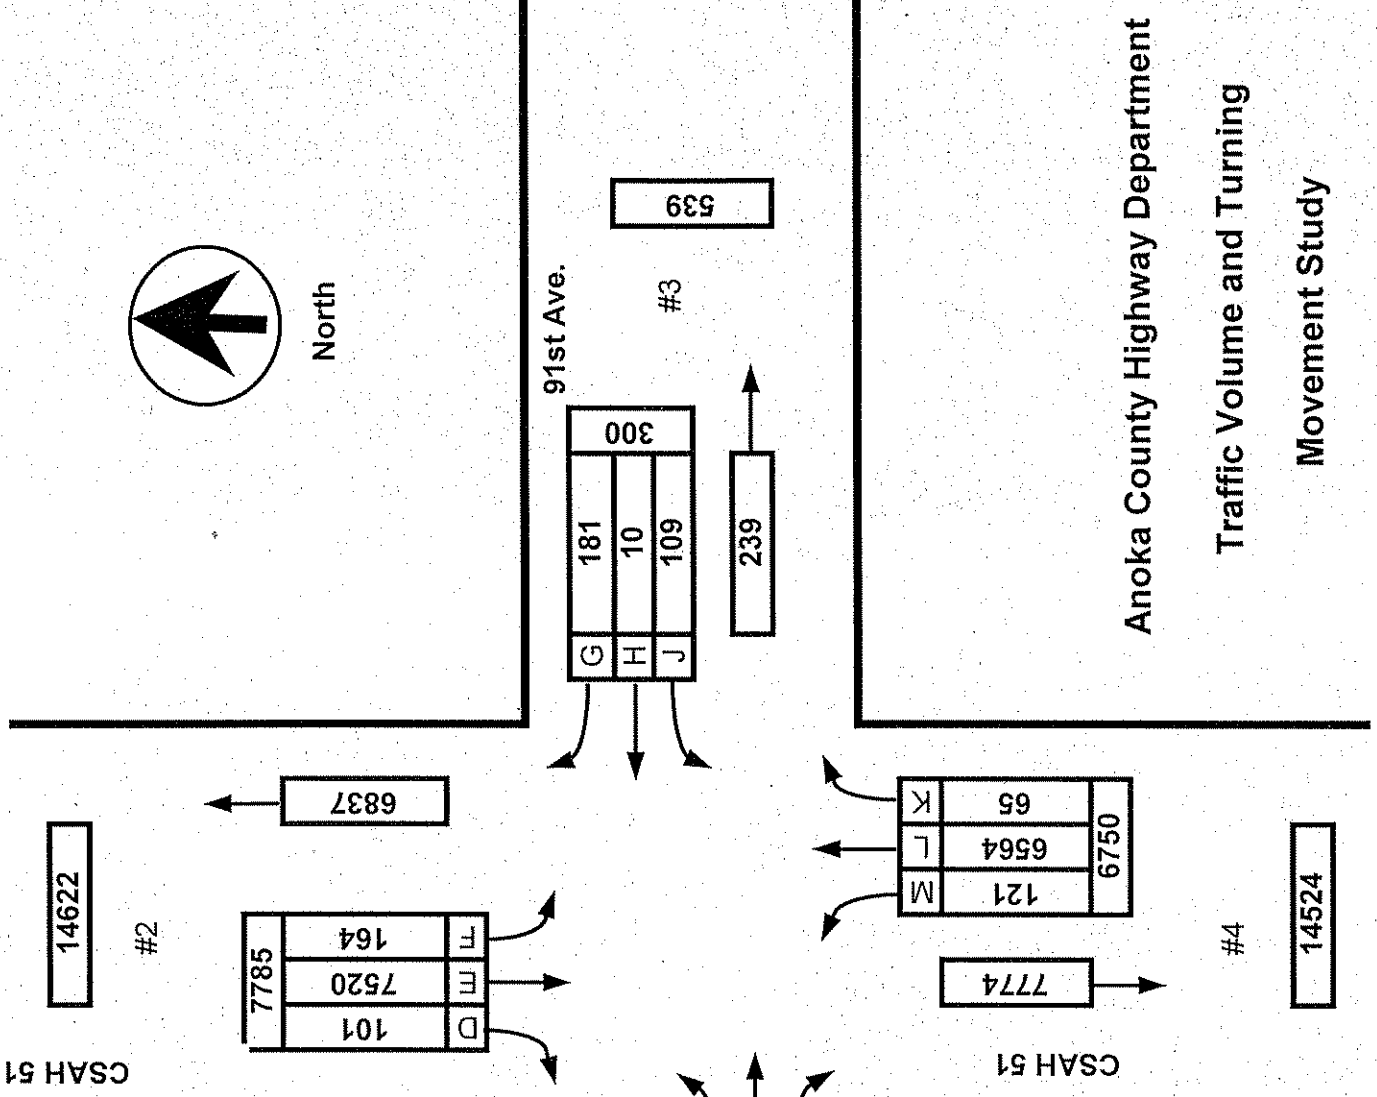 CSAH 51
14622
#2
6837
7785
101
7520
164
D
E
F
North
91st Ave.
G
H
J
181
10
109
300
239
#3
539
M
L
K
121
6564
65
6750
7774
#4
14524
CSAH 51
Anoka County Highway Department
Traffic Volume and Turning
Movement Study